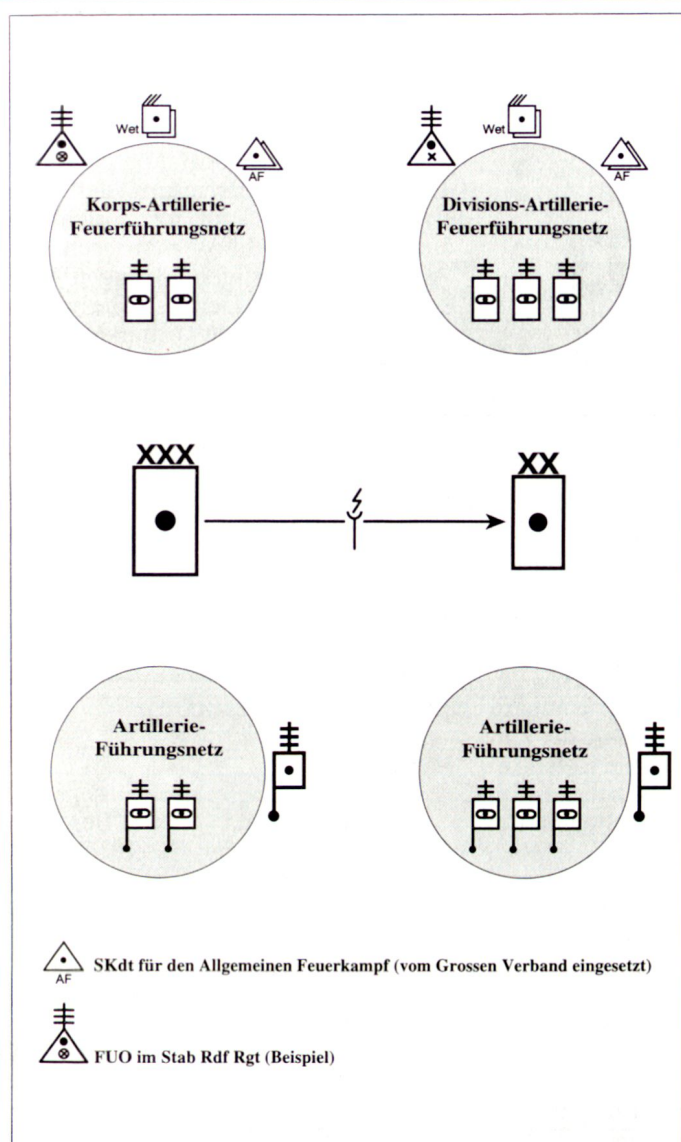 Wet
AF
Korps-Artillerie-
Feuerführungsnetz
Wet
AF
Divisions-Artillerie-
Feuerführungsnetz
XXX
XX
Artillerie-
Führungsnetz
Artillerie-
Führungsnetz
AF
SKdt für den Allgemeinen Feuerkampf (vom Grossen Verband eingesetzt)
FUO im Stab Rdf Rgt (Beispiel)